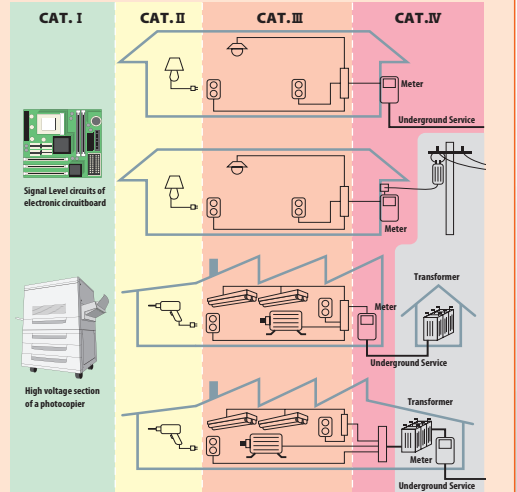 CAT. I
CAT. II
CAT. III
CAT. IV
Meter
Underground Service
Signal Level circuits of
electronic circuitboard
Meter
Transformer
Meter
Underground Service
High voltage section
of a photocopier
Transformer
Meter
Underground Service